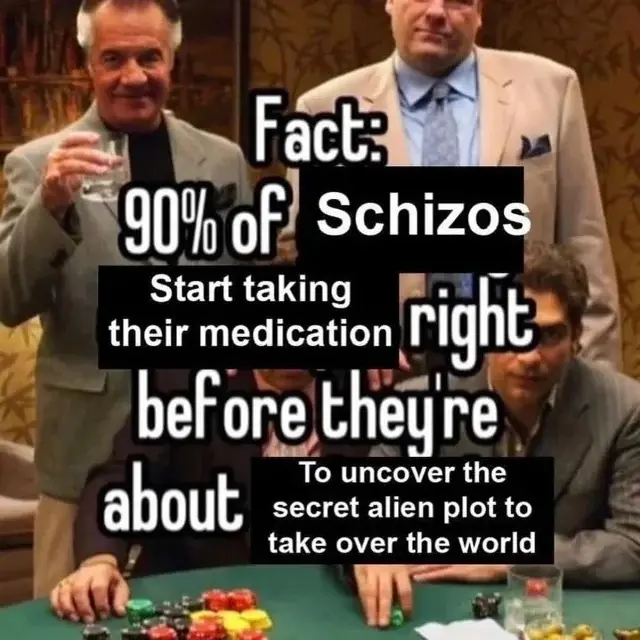 Fact:
90% of Schizos
Start taking
their medication right
before they're
about To uncover the
secret alien plot to
take over the world